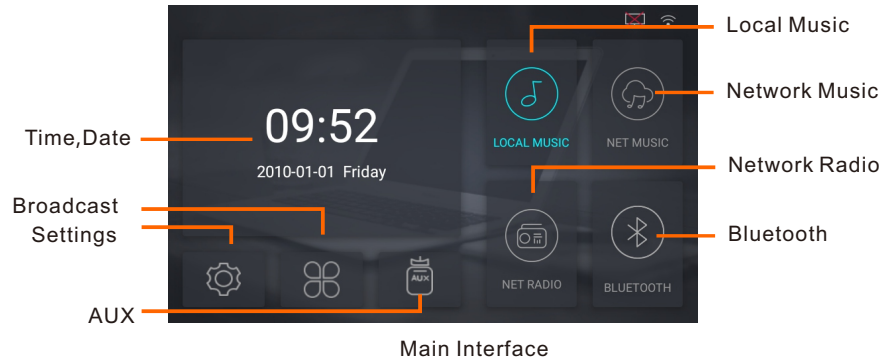 Local Music
Network Music
Time,Date
09:52
2010-01-01 Friday
LOCAL MUSIC
NET MUSIC
Network Radio
Broadcast
Settings
Bluetooth
AUX
NET RADIO
BLUETOOTH
AUX
Main Interface